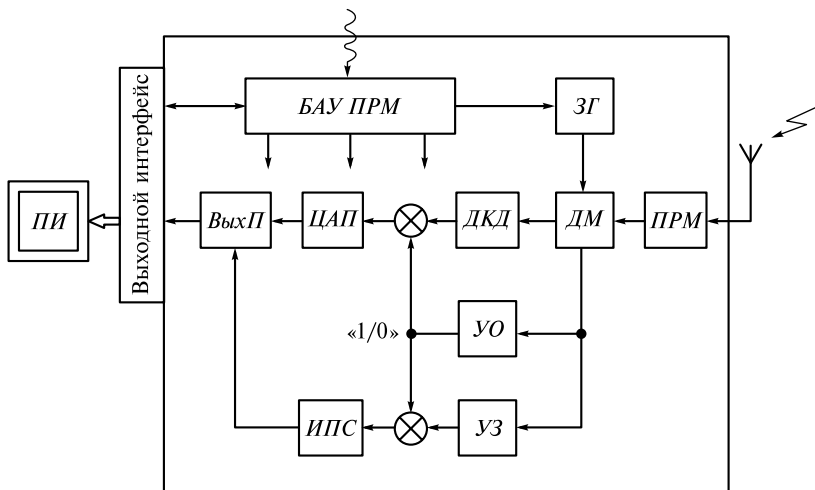 БАУ ПРМ
ЗГ
Выходной интерфейс
ПИ
ВыхП
ЦАП
ДКД
ДМ
ПРМ
«1/0»
УО
ИПС
УЗ